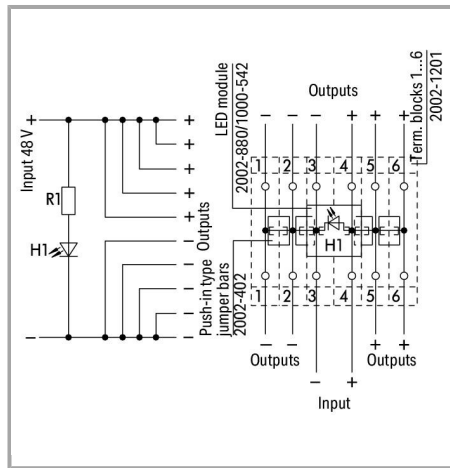 Input 48 V
+
−
R1
H1
+
+
+
+
+
−
−
−
−
−
Outputs
Push-in type
jumper bars
2002-402
LED module
2002-880/1000-542
Term. blocks 1...6
2002-1201
Outputs
− − − + + +
1 2 3 4 5 6
H1
1 2 3 4 5 6
− − + +
Outputs Outputs
− +
Input